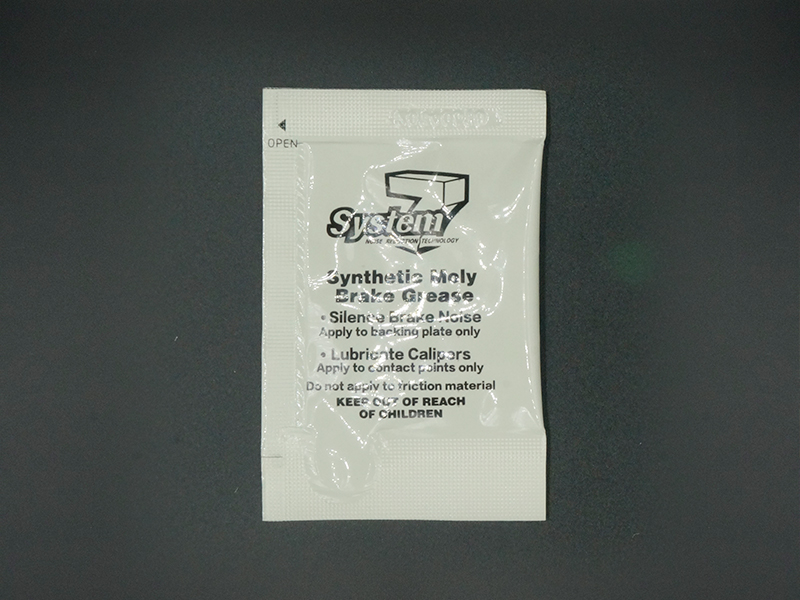 OPEN
System 7
NOISE REDUCTION TECHNOLOGY
Synthetic Moly
Brake Grease
• Silence Brake Noise
Apply to backing plate only
• Lubricate Calipers
Apply to contact points only
Do not apply to friction material
KEEP OUT OF REACH
OF CHILDREN